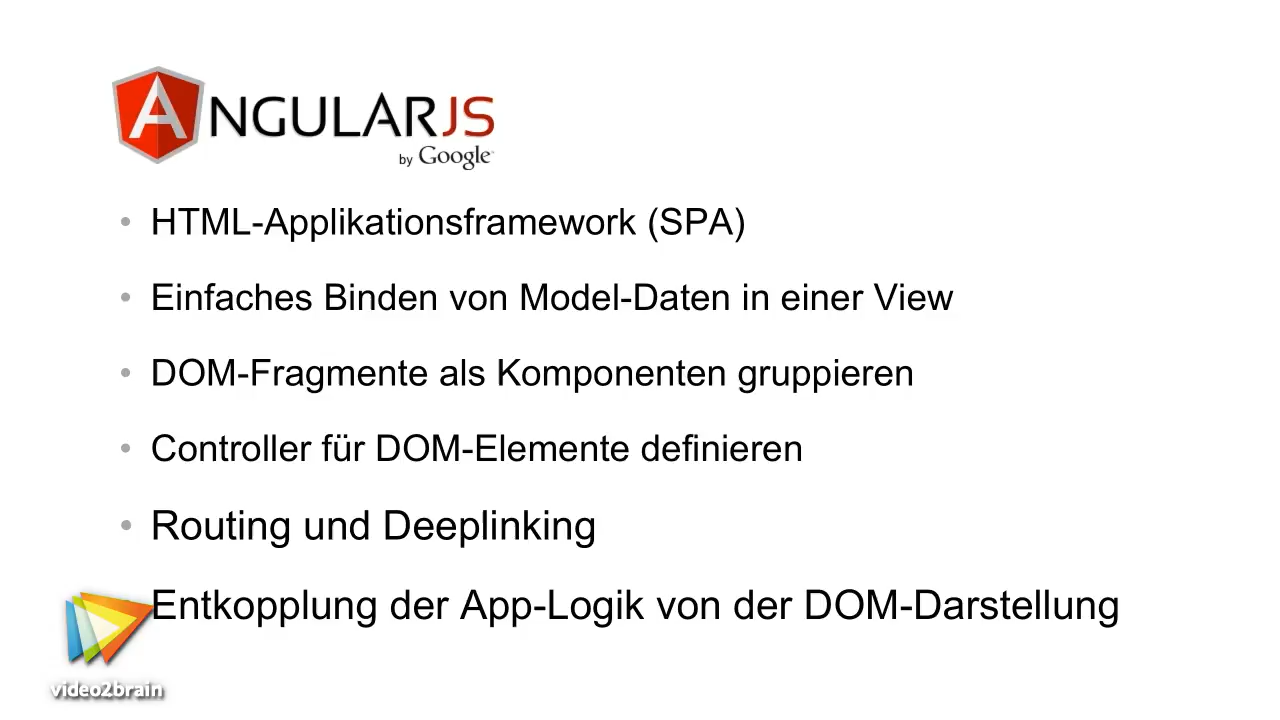 ANGULARJS
by Google
• HTML-Applikationsframework (SPA)
• Einfaches Binden von Model-Daten in einer View
• DOM-Fragmente als Komponenten gruppieren
• Controller für DOM-Elemente definieren
• Routing und Deeplinking
Entkopplung der App-Logik von der DOM-Darstellung
video2brain